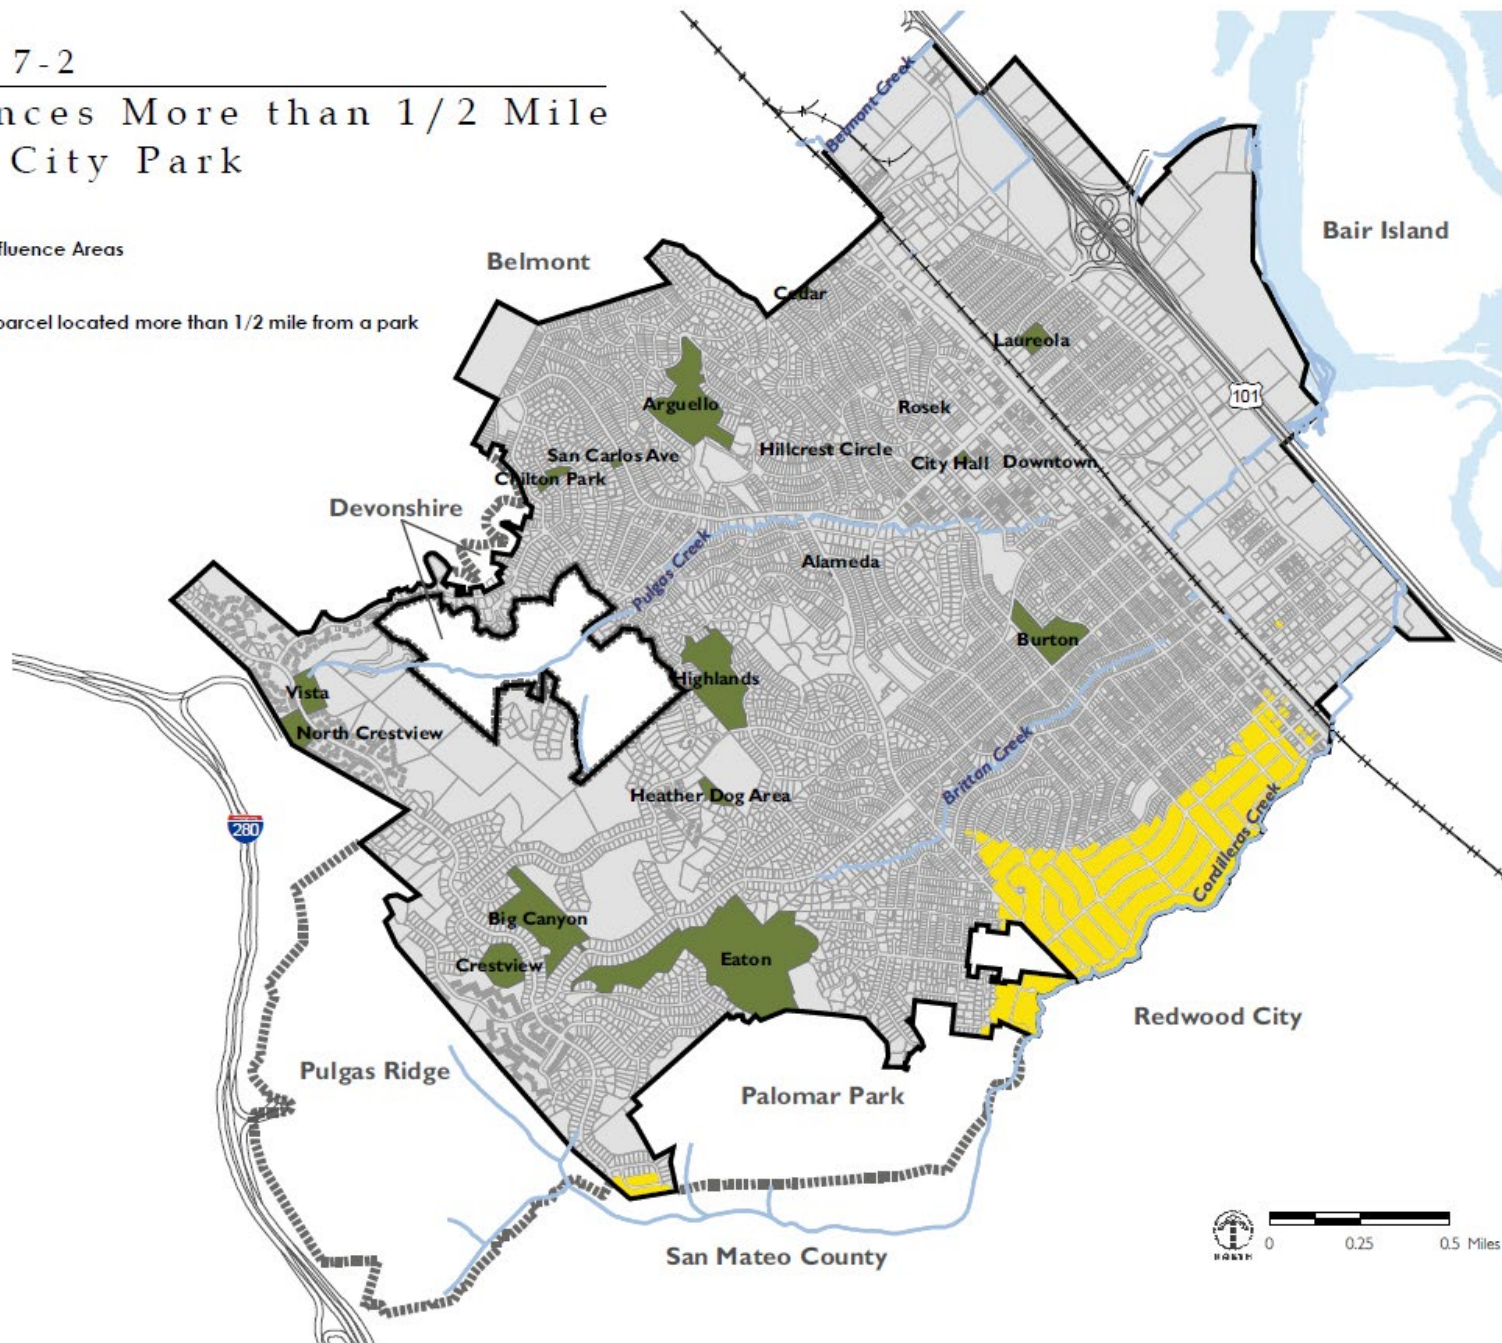 7-2
nces More than 1/2 Mile
City Park
fluence Areas
parcel located more than 1/2 mile from a park
Belmont Creek
Bair Island
Belmont
Cedar
Laureola
101
Arguello
Rosek
San Carlos Ave
Hillcrest Circle
City Hall
Downtown
Chilton Park
Devonshire
Pulgas Creek
Alameda
Burton
Highlands
Vista
North Crestview
Brittan Creek
Heather Dog Area
280
Cordilleras Creek
Big Canyon
Crestview
Eaton
Redwood City
Pulgas Ridge
Palomar Park
San Mateo County
NORTH
0 0.25 0.5 Miles